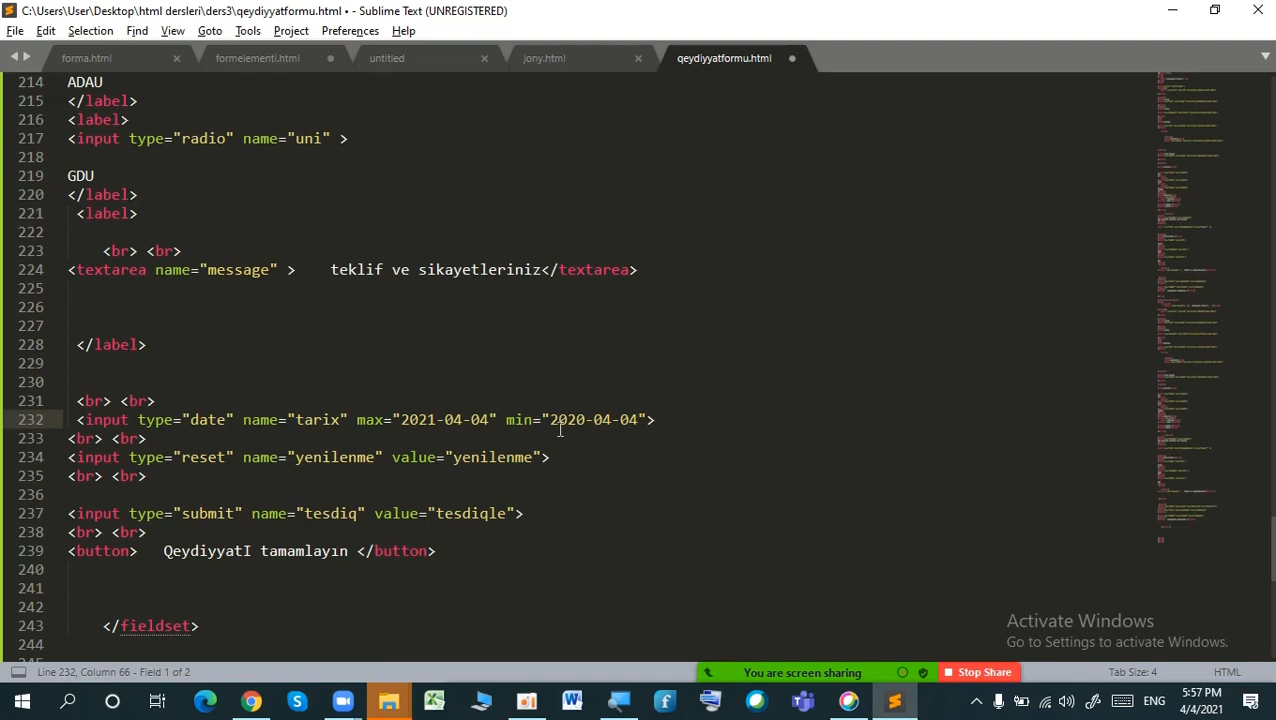 C:\Users\User\Desktop\html dersleri\ders3\qeydiyyatformu.html • - Sublime Text (UNREGISTERED)
File Edit Selection Find View Goto Tools Project Preferences Help
forma.html formelementi.html untitled jony.html qeydiyyatformu.html
214 ADAU
215 </label>
216 <label>
217 <input type="radio" name="uni" >
218
219 GDU
220 </label>
221 <label>
222
223 <br> <br>
224 <textarea name="message" > teklif ve sikayetleriniz</textarea>
225
226
227
228 </label>
229
230
231 <br> <br>
232 <input type="date" name="tarix" max="2021-04-04" min="2020-04-04">
233 <br> <br>
234 <input type="reset" name="yenilenme" value="yenilenme">
235 <br> <br>
236
237 <input type="submit" name="tesdiq" value="tesdiqle">
238 <br> <br>
239 <button> QeydiyyatI tamamlayın </button>
240
241
242
243 </fieldset>
244
Activate Windows
Go to Settings to activate Windows.
Line 232, Column 66 - Field 1 of 2
You are screen sharing
Stop Share
Tab Size: 4
HTML
ENG
5:57 PM
4/4/2021